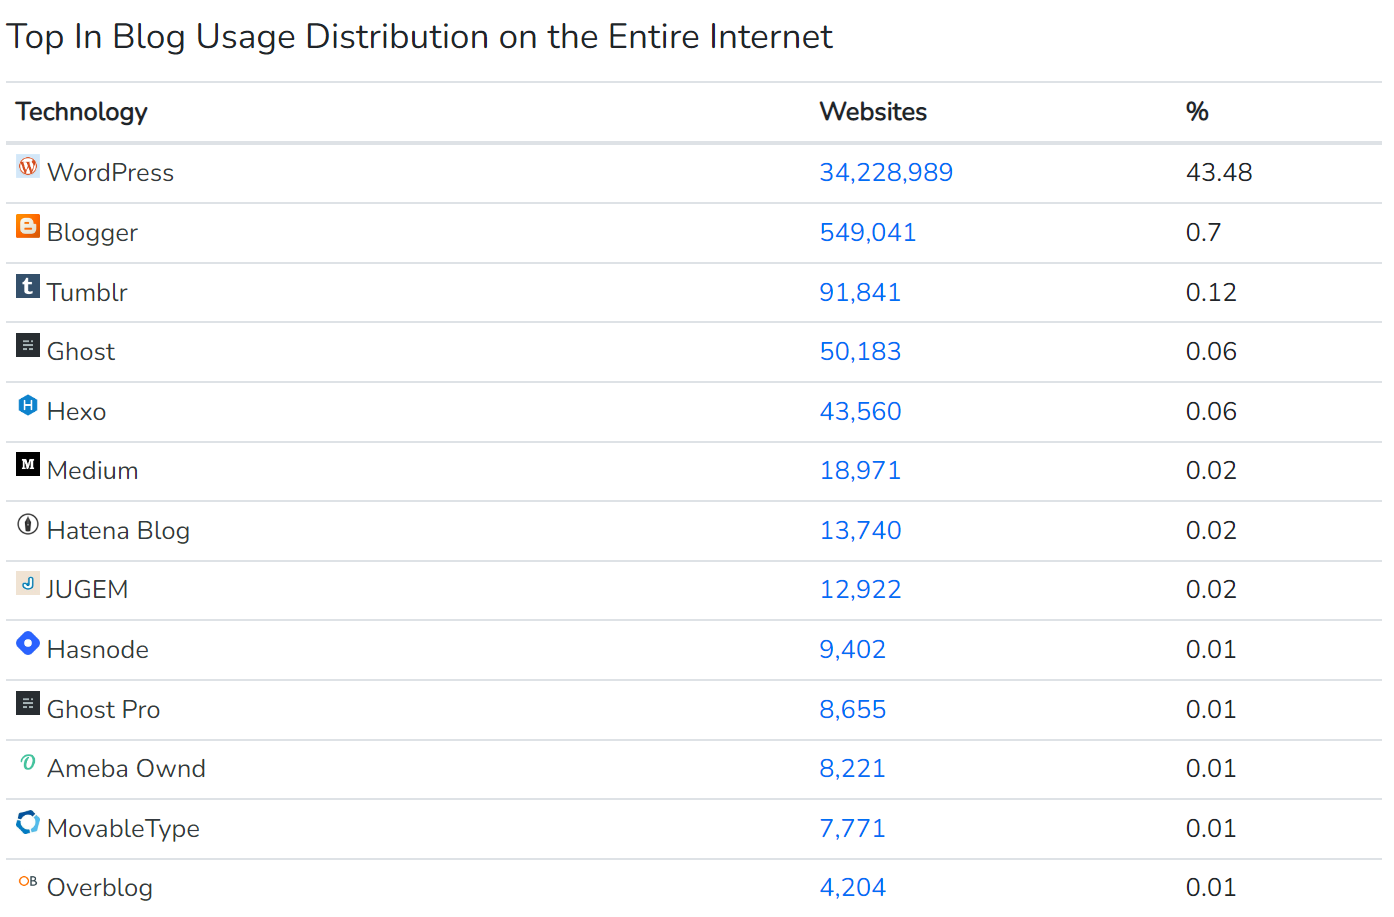 Top In Blog Usage Distribution on the Entire Internet
Technology Websites %
WordPress 34,228,989 43.48
Blogger 549,041 0.7
t Tumblr 91,841 0.12
Ghost 50,183 0.06
H Hexo 43,560 0.06
M Medium 18,971 0.02
Hatena Blog 13,740 0.02
J JUGEM 12,922 0.02
Hasnode 9,402 0.01
Ghost Pro 8,655 0.01
Ameba Ownd 8,221 0.01
MovableType 7,771 0.01
OB Overblog 4,204 0.01